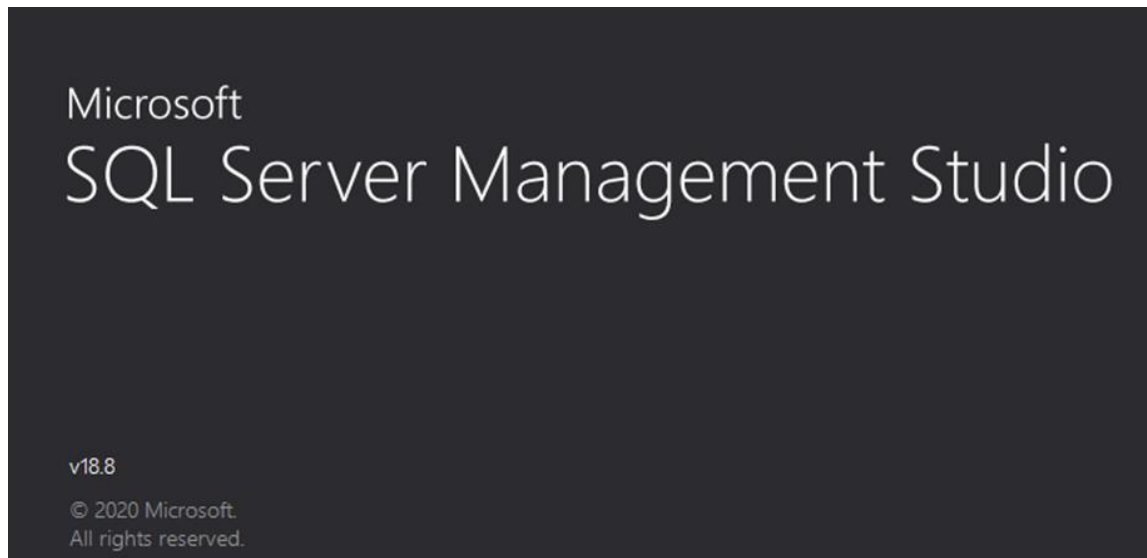 Microsoft
SQL Server Management Studio
v18.8
© 2020 Microsoft.
All rights reserved.